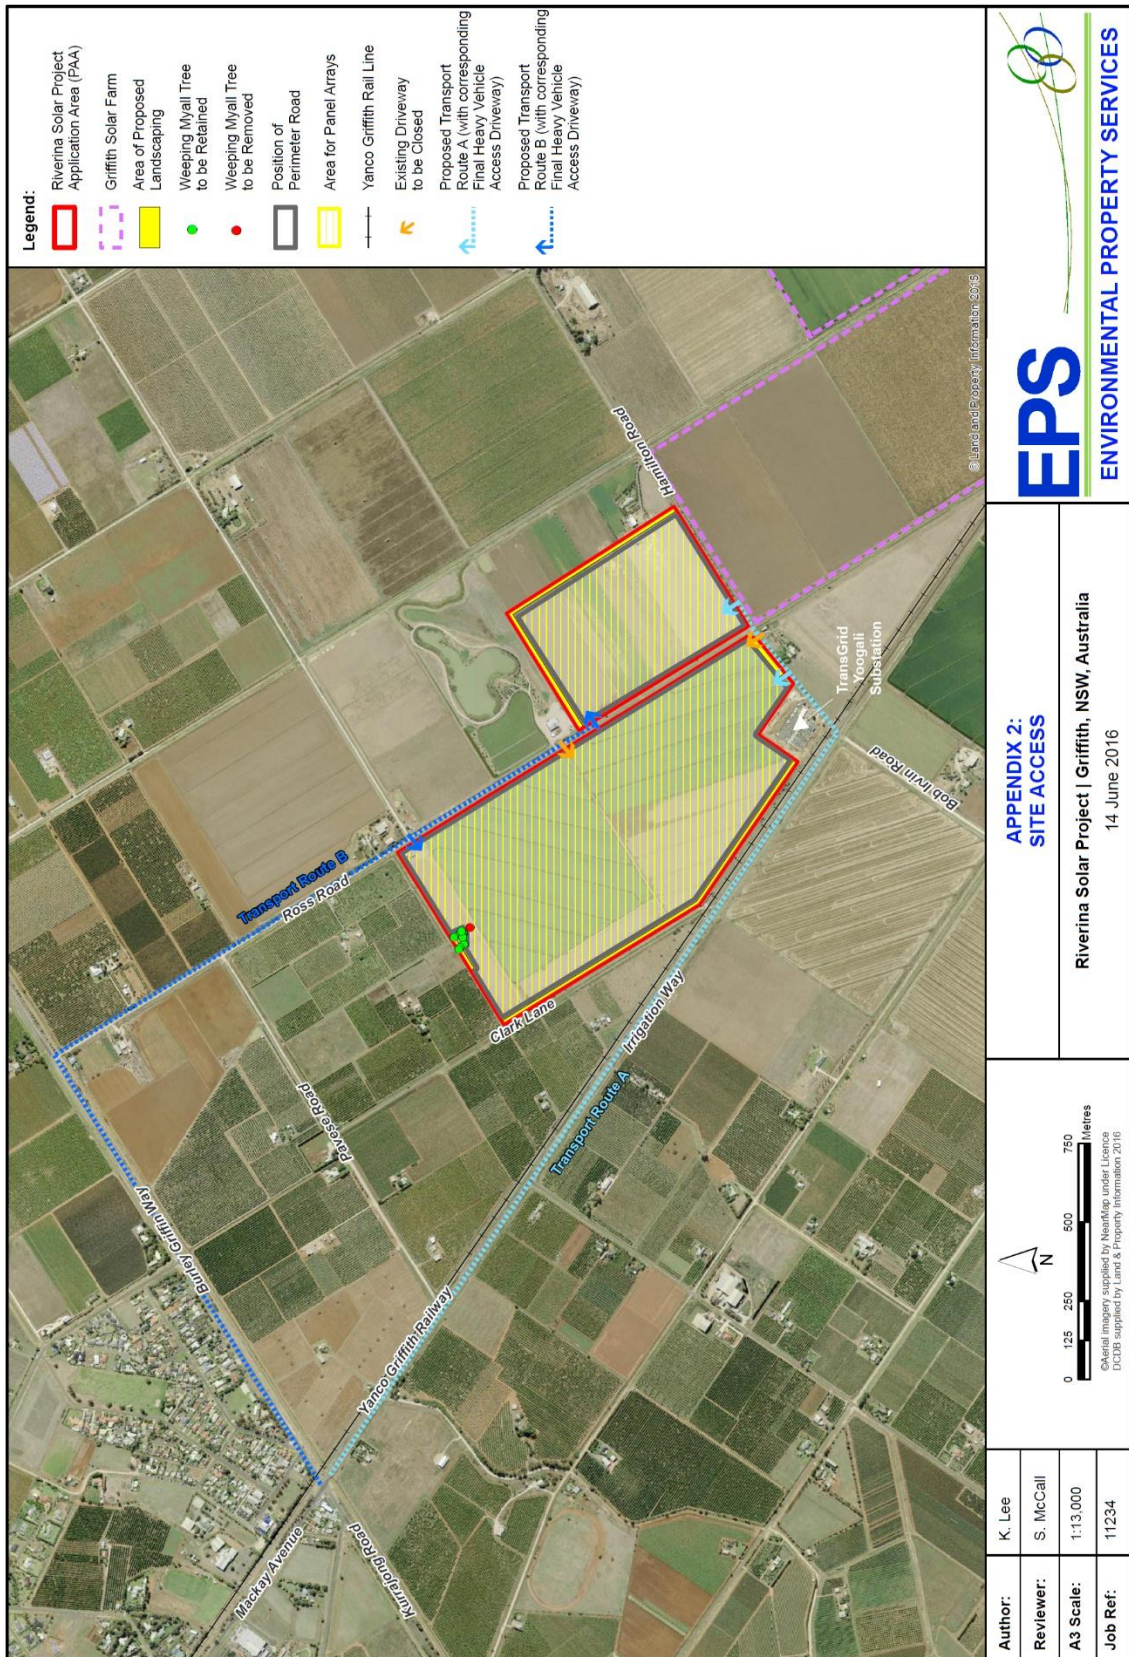 Legend:
Riverina Solar Project
Application Area (PAA)
Griffith Solar Farm
Area of Proposed
Landscaping
Weeping Myall Tree
to be Retained
Weeping Myall Tree
to be Removed
Position of
Perimeter Road
Area for Panel Arrays
Yanco Griffith Rail Line
Existing Driveway
to be Closed
Proposed Transport
Route A (with corresponding
Final Heavy Vehicle
Access Driveway)
Proposed Transport
Route B (with corresponding
Final Heavy Vehicle
Access Driveway)
Burley Griffin Way
Transport Route B
Ross Road
Pavese Road
Mackay Avenue
Kurrajong Road
Yanco Griffith Railway
Transport Route A
Clark Lane
Irrigation Way
Hamilton Road
TransGrid
Yoogali
Substation
Bob Irvin Road
© Land and Property Information 2015
Author:
K. Lee
Reviewer:
S. McCall
A3 Scale:
1:13,000
Job Ref:
11234
N
0
125
250
500
750
Metres
©Aerial imagery supplied by NearMap under Licence
DCDB supplied by Land & Property Information 2016
APPENDIX 2:
SITE ACCESS
Riverina Solar Project | Griffith, NSW, Australia
14 June 2016
EPS
ENVIRONMENTAL PROPERTY SERVICES